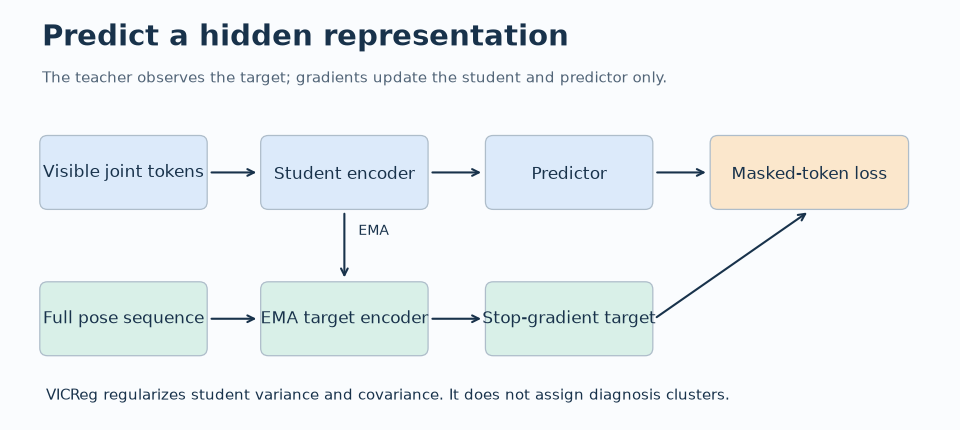 Predict a hidden representation
The teacher observes the target; gradients update the student and predictor only.
Visible joint tokens
Student encoder
Predictor
Masked-token loss
EMA
Full pose sequence
EMA target encoder
Stop-gradient target
VICReg regularizes student variance and covariance. It does not assign diagnosis clusters.